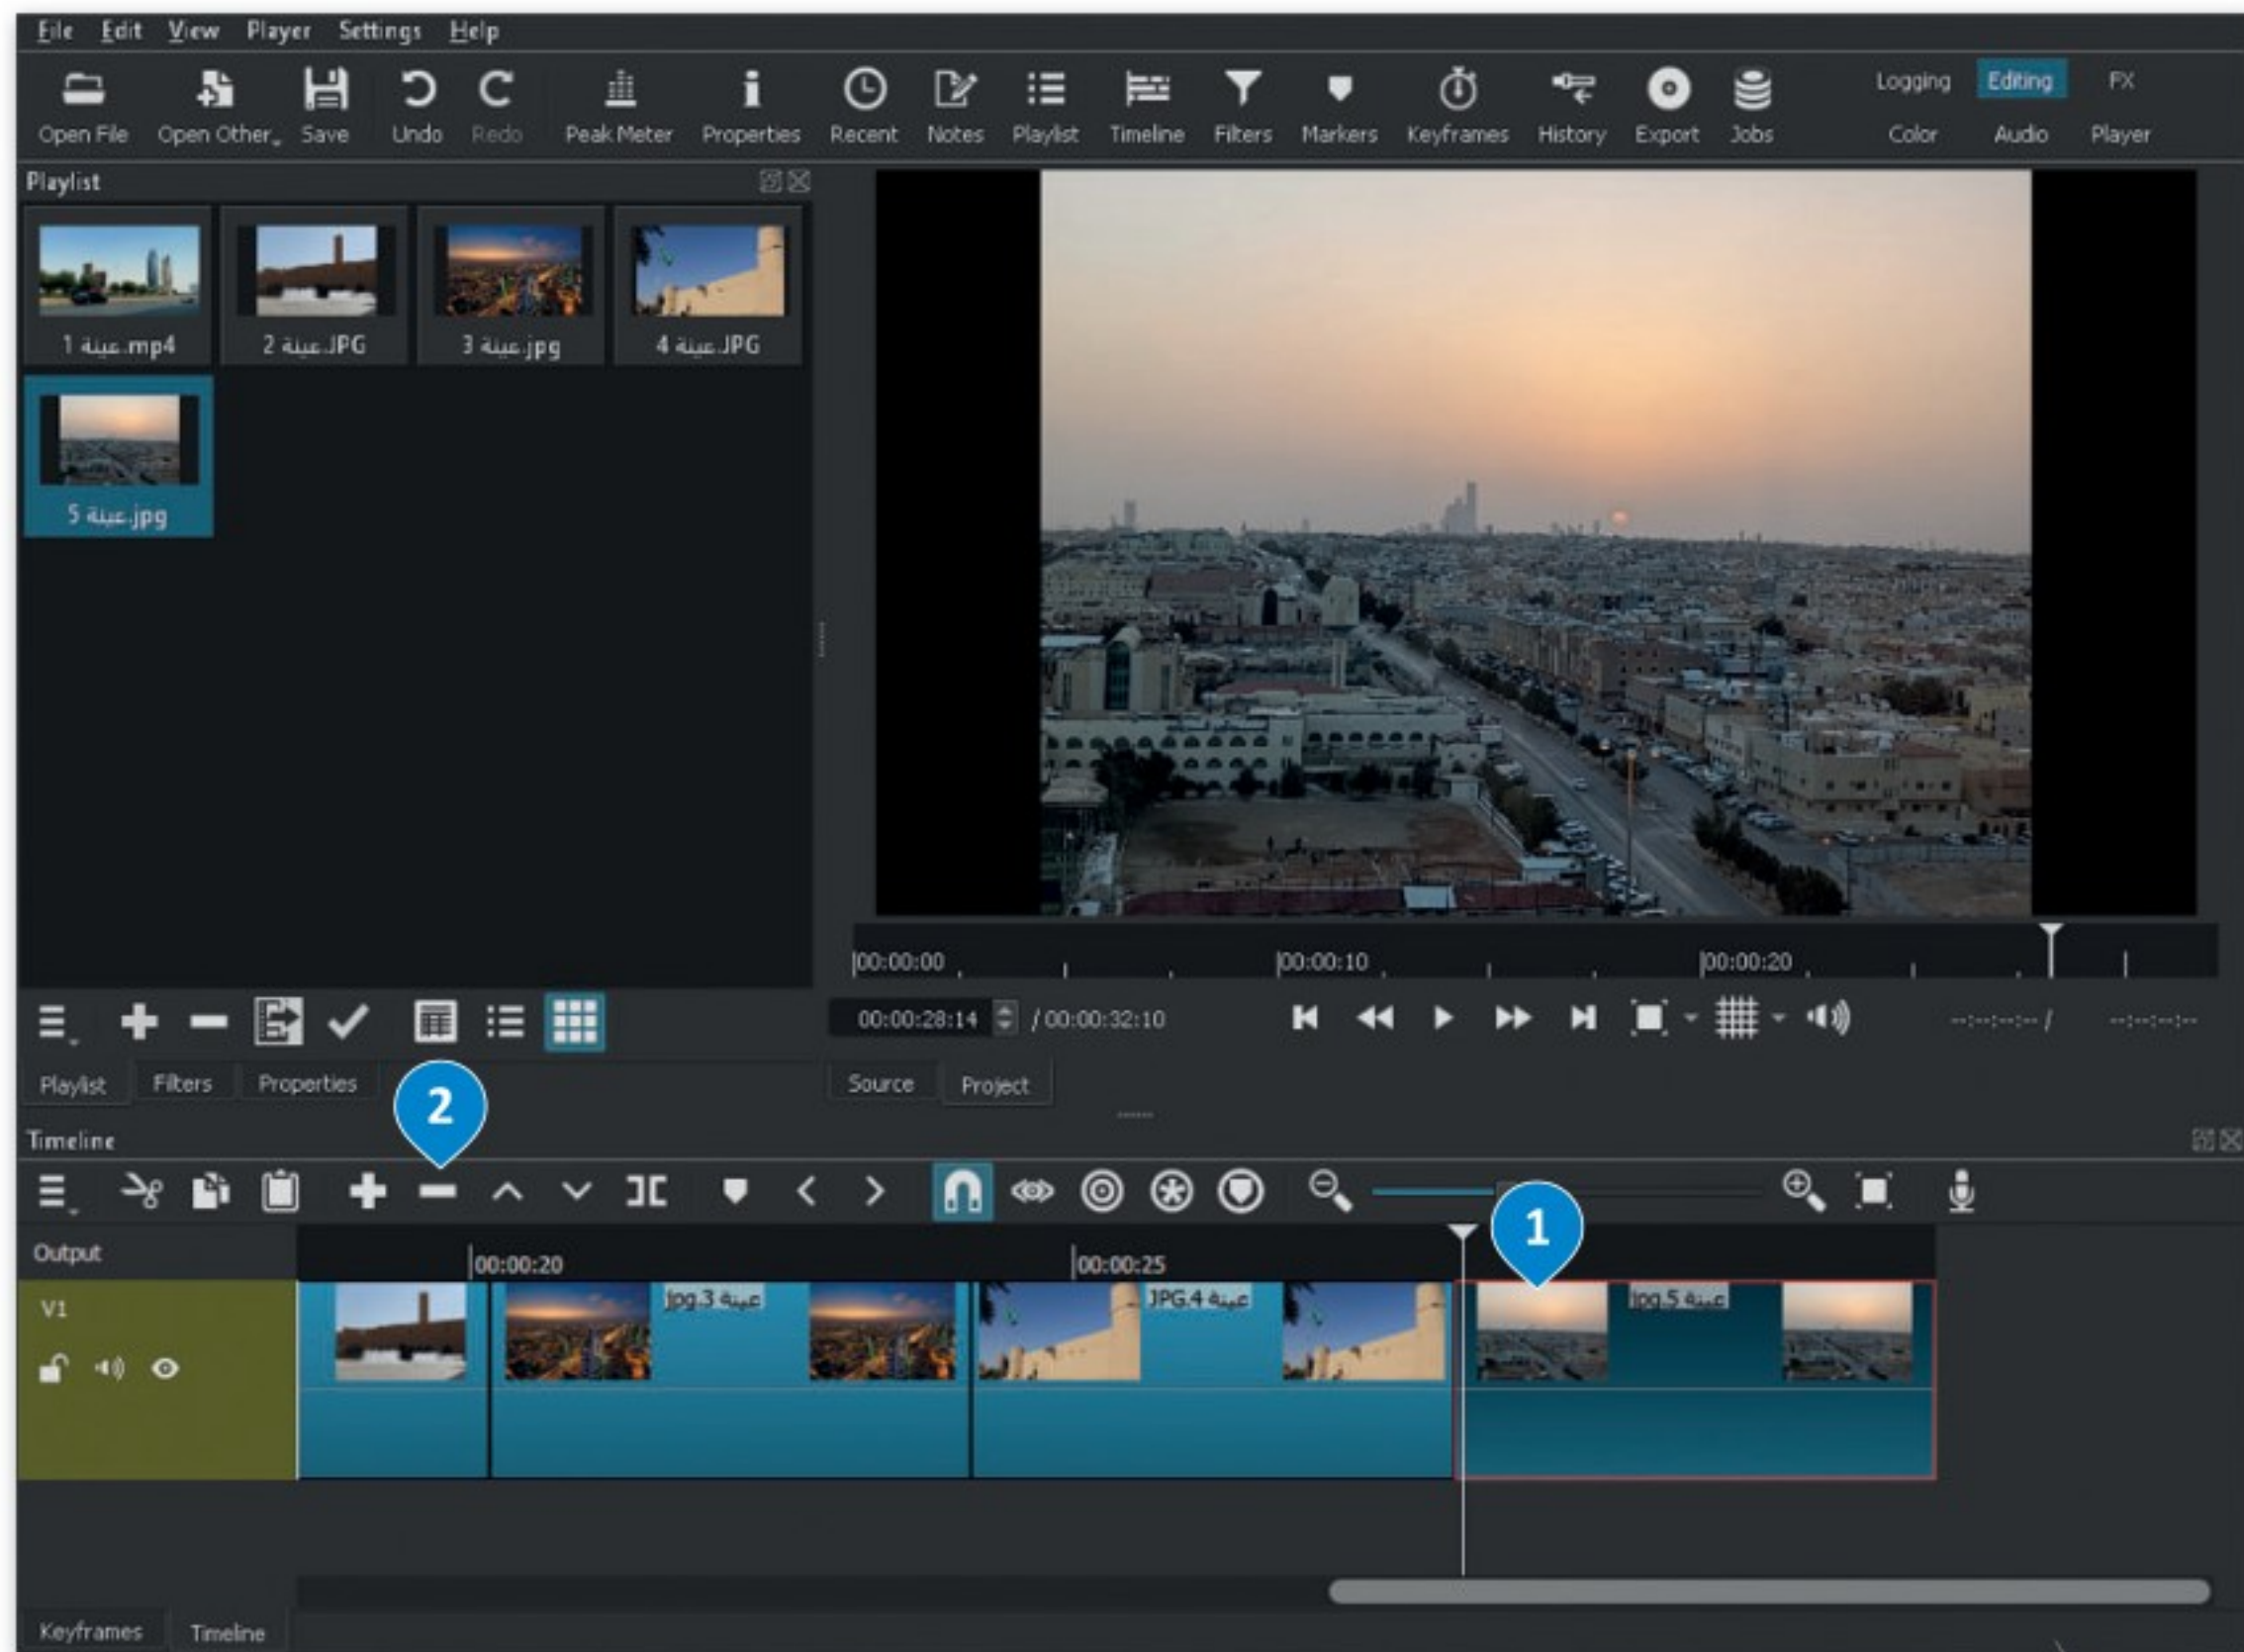 File Edit View Player Settings Help
Open File Open Other Save Undo Redo Peak Meter Properties Recent Notes Playlist Timeline Filters Markers Keyframes History Export Jobs
Logging Editing FX
Color Audio Player
Playlist
عينة 1.mp4
عينة 2.JPG
عينة 3.jpg
عينة 4.JPG
عينة 5.jpg
00:00:00 00:00:10 00:00:20
00:00:28:14 / 00:00:32:10 --:--:--:-- / --:--:--:--
Playlist Filters Properties
Source Project
2
Timeline
1
Output
00:00:20 00:00:25
V1
عينة 3.jpg
عينة 4.JPG
عينة 5.jpg
Keyframes Timeline